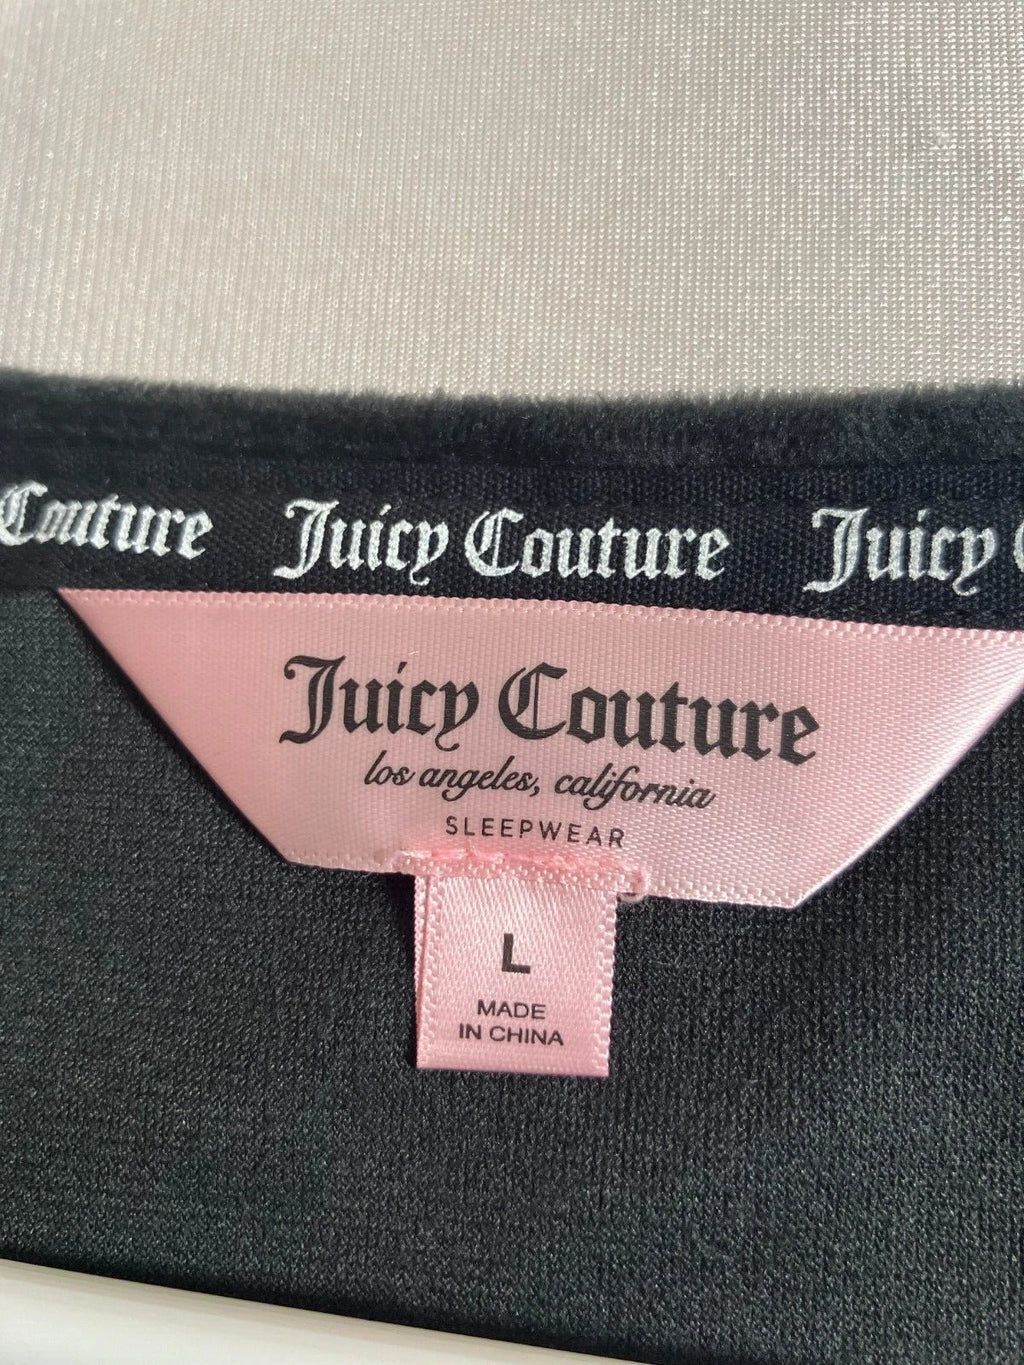 Couture Juicy Couture Juicy
Juicy Couture
los angeles, california
SLEEPWEAR
L
MADE
IN CHINA